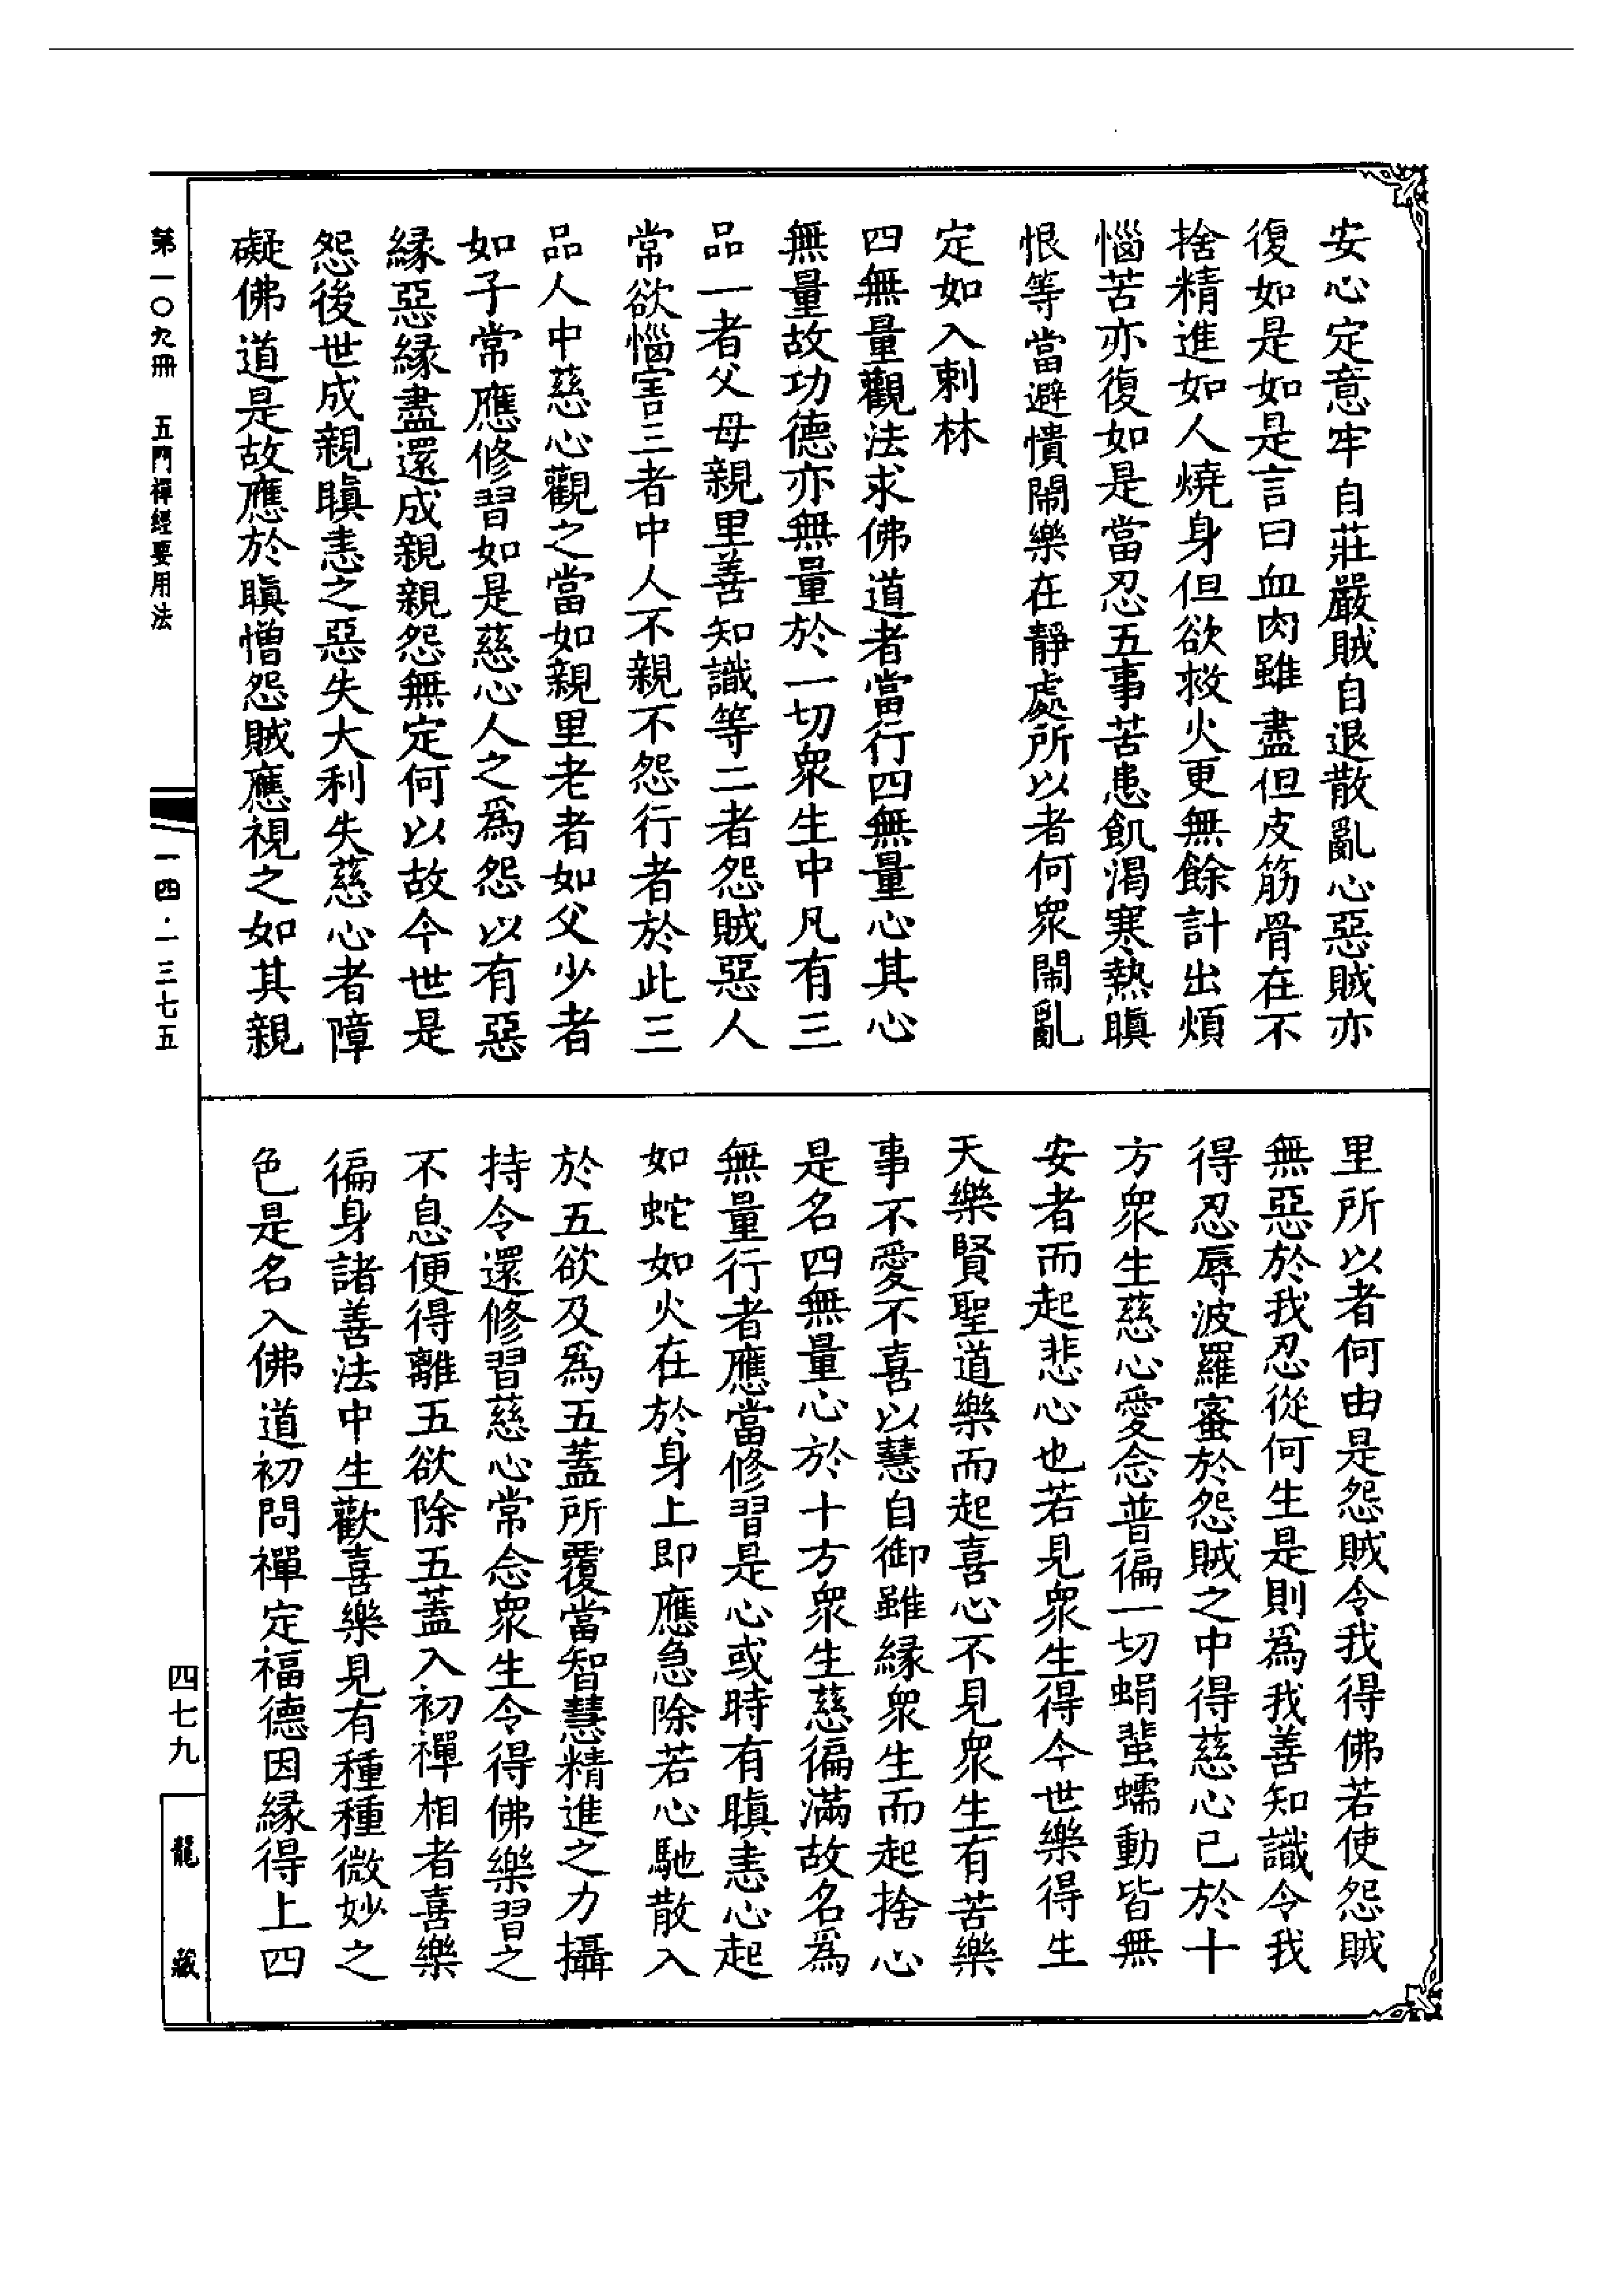 安心定意牢自莊嚴賊自退散亂心惡賊亦
復如是如是言曰血肉雖盡但皮筋骨在不
捨精進如人燒身但欲救火更無餘計出煩
惱苦亦復如是當忍五事苦患飢渴寒熱瞋
恨等當避憒鬧樂在靜處所以者何眾鬧亂
定如入刺林
四無量觀法求佛道者當行四無量心其心
無量故功德亦無量於一切眾生中凡有三
品一者父母親里善知識等二者怨賊惡人
常欲惱害三者中人不親不怨行者於此三
品人中慈心觀之當如親里老者如父少者
如子常應修習如是慈心人之為怨以有惡
緣惡緣盡還成親親怨無定何以故今世是
怨後世成親瞋恚之惡失大利失慈心者障
礙佛道是故應於瞋憎怨賊應視之如其親
里所以者何由是怨賊令我得佛若使怨賊
無惡於我忍從何生是則為我善知識令我
得忍辱波羅蜜於怨賊之中得慈心已於十
方眾生慈心愛念普徧一切蜎蜚蠕動皆無
安者而起悲心也若見眾生得今世樂得生
天樂賢聖道樂而起喜心不見眾生有苦樂
事不愛不喜以慧自御雖緣眾生而起捨心
是名四無量心於十方眾生慈徧滿故名為
無量行者應當修習是心或時有瞋恚心起
如蛇如火在於身上即應急除若心馳散入
於五欲及為五蓋所覆當智慧精進之力攝
持令還修習慈心常念眾生令得佛樂習之
不息便得離五欲除五蓋入初禪相者喜樂
徧身諸善法中生歡喜樂見有種種微妙之
色是名入佛道初問禪定福德因緣得上四
第一〇九冊 五門禪經要用法
一四·一三七五
四七九
龍藏